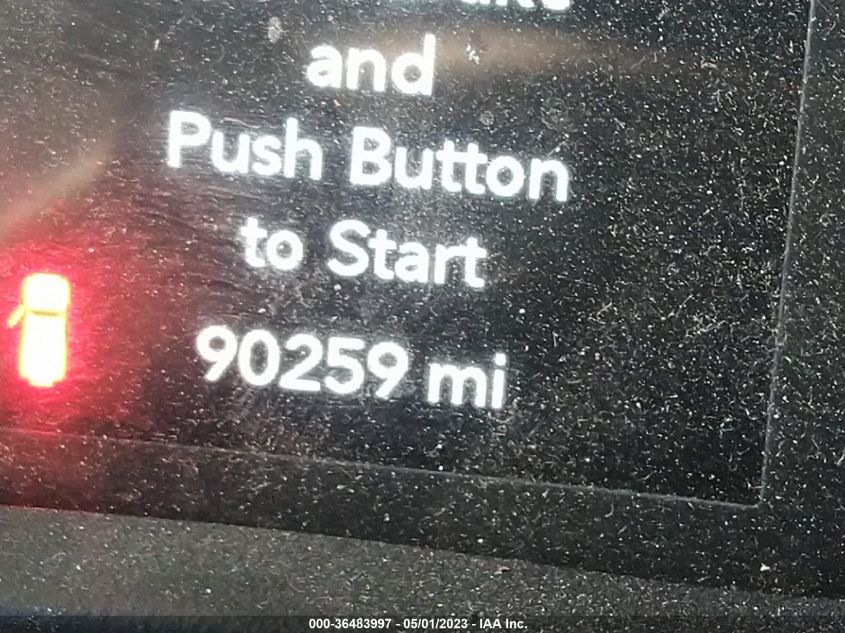 and
Push Button
to Start
90259 mi
000-36483997 - 05/01/2023 - IAA Inc.